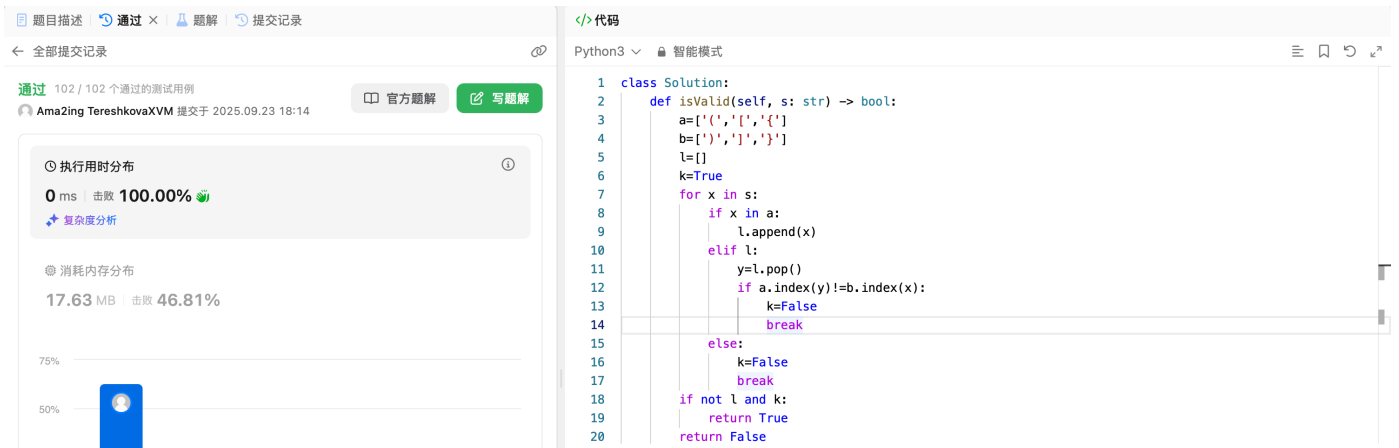 题目描述 通过 × 题解 提交记录
← 全部提交记录
通过 102 / 102 个通过的测试用例
Ama2ing TereshkovaXVM 提交于 2025.09.23 18:14
官方题解
写题解
执行用时分布
0 ms 击败 100.00%
复杂度分析
消耗内存分布
17.63 MB 击败 46.81%
75%
50%
</>代码
Python3 智能模式
1 class Solution:
2     def isValid(self, s: str) -> bool:
3         a=['(','[','{']
4         b=[')',']','}']
5         l=[]
6         k=True
7         for x in s:
8             if x in a:
9                 l.append(x)
10             elif l:
11                 y=l.pop()
12                 if a.index(y)!=b.index(x):
13                     k=False
14                     break
15             else:
16                 k=False
17                 break
18         if not l and k:
19             return True
20         return False